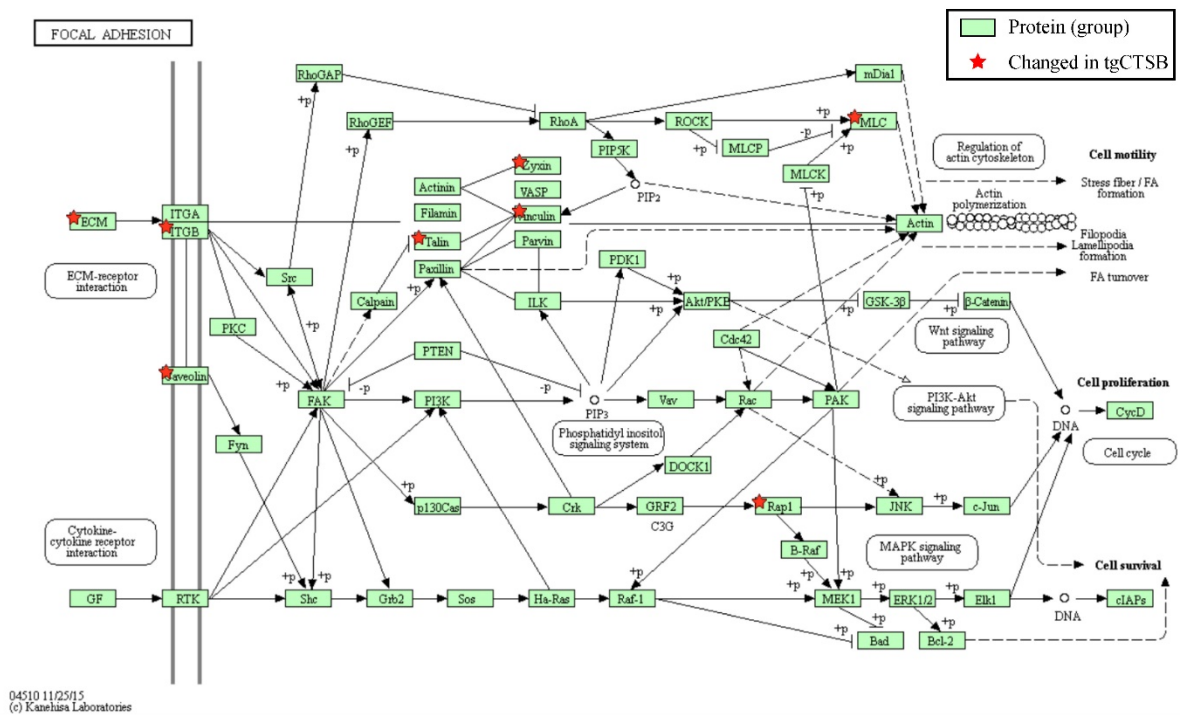 FOCAL ADHESION
Protein (group)
Changed in tgCTSB
RhoGAP
mDia1
+p
RhoGEF
RhoA
ROCK
+p
MLC
+p
+p
-p
MLCP
PIP5K
MLCK
+p
Regulation of
actin cytoskeleton
Cell motility
Zyxin
Actinin
VASP
PIP2
+p
Stress fiber / FA
formation
ECM
ITGA
ITGB
Filamin
Vinculin
Actin
Actin
polymerization
Talin
Parvin
Filopodia
Lamellipodia
formation
ECM-receptor
interaction
Src
Paxillin
PDK1
FA turnover
+p
Calpain
+p
ILK
+p
+p
Akt/PKB
GSK-3β
+p
+p
β-Catenin
PKC
+p
Cdc42
Wnt signaling
pathway
PTEN
Caveolin
+p
-p
-p
FAK
PI3K
PIP3
Vav
Rac
PAK
PI3K-Akt
signaling pathway
Cell proliferation
DNA
CycD
Fyn
Phosphatidyl inositol
signaling system
Cell cycle
DOCK1
+p
+p
p130Cas
Crk
GRF2
C3G
Rap1
JNK
+p
c-Jun
Cytokine-
cytokine receptor
interaction
B-Raf
MAPK signaling
pathway
Cell survival
+p
+p
+p
+p
+p
+p
+p
GF
RTK
Shc
Grb2
Sos
Ha-Ras
Raf-1
MEK1
ERK1/2
Elk1
DNA
cIAPs
+p
+p
+p
Bad
Bcl-2
04510 11/25/15
(c) Kanehisa Laboratories